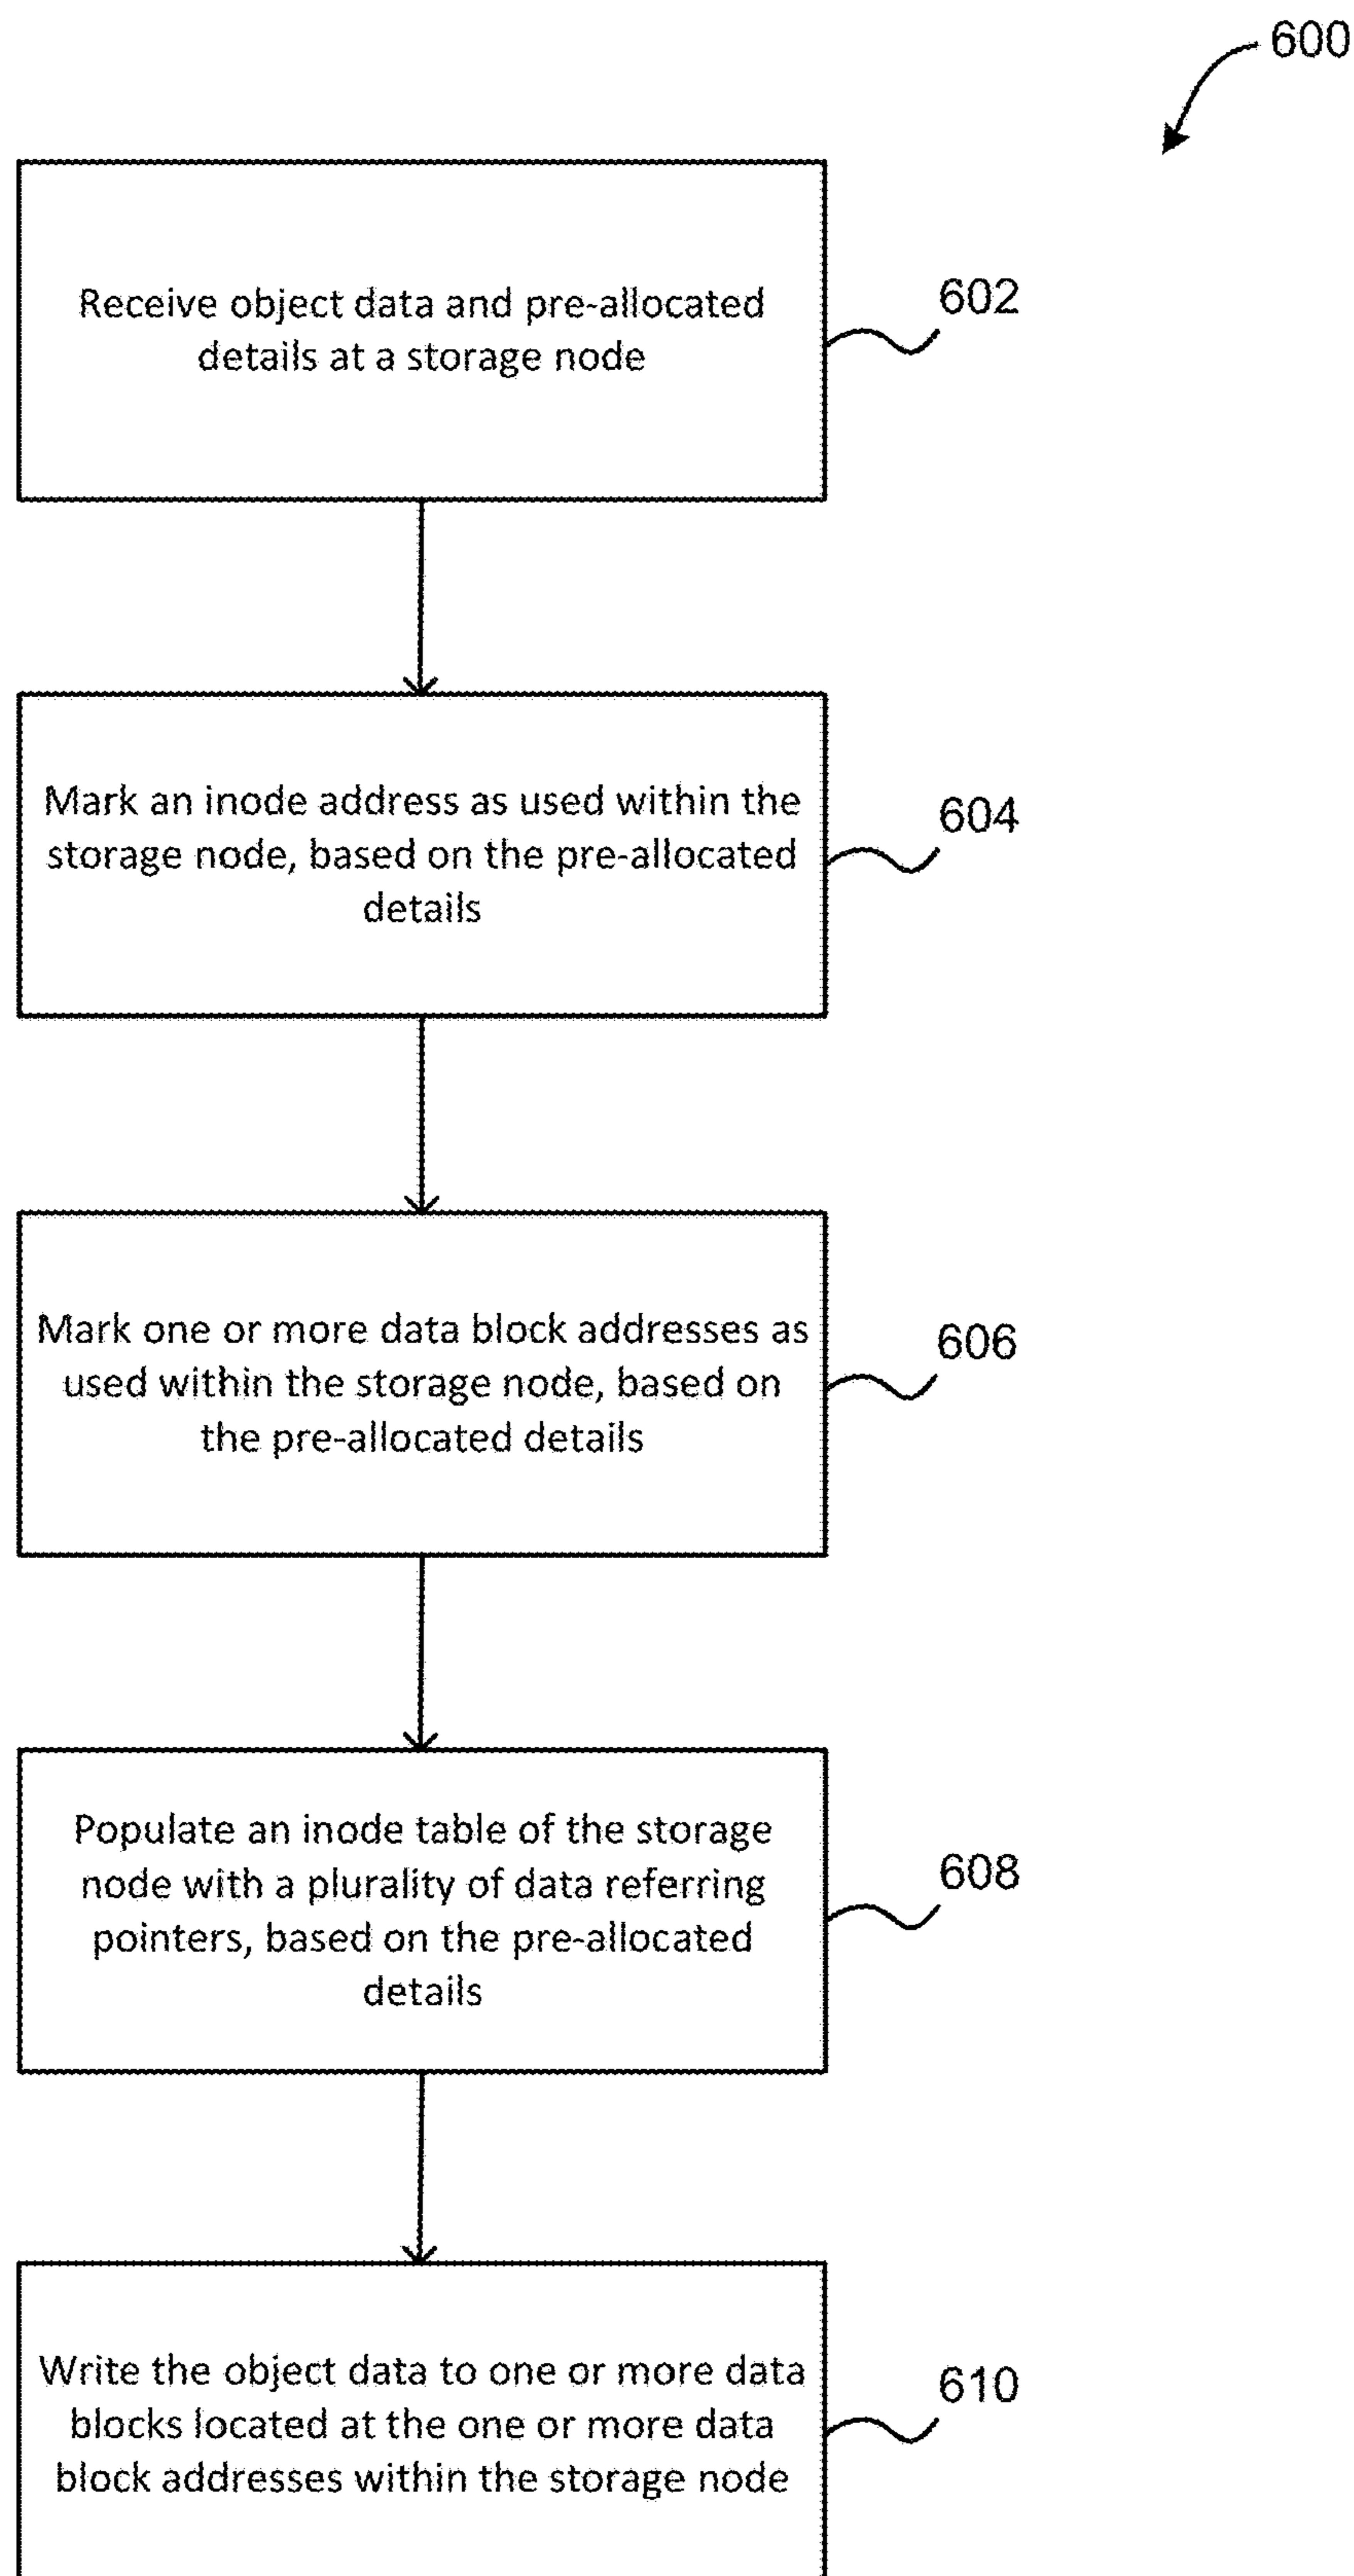 600
Receive object data and pre-allocated
details at a storage node
602
Mark an inode address as used within the
storage node, based on the pre-allocated
details
604
Mark one or more data block addresses as
used within the storage node, based on
the pre-allocated details
606
Populate an inode table of the storage
node with a plurality of data referring
pointers, based on the pre-allocated
details
608
Write the object data to one or more data
blocks located at the one or more data
block addresses within the storage node
610